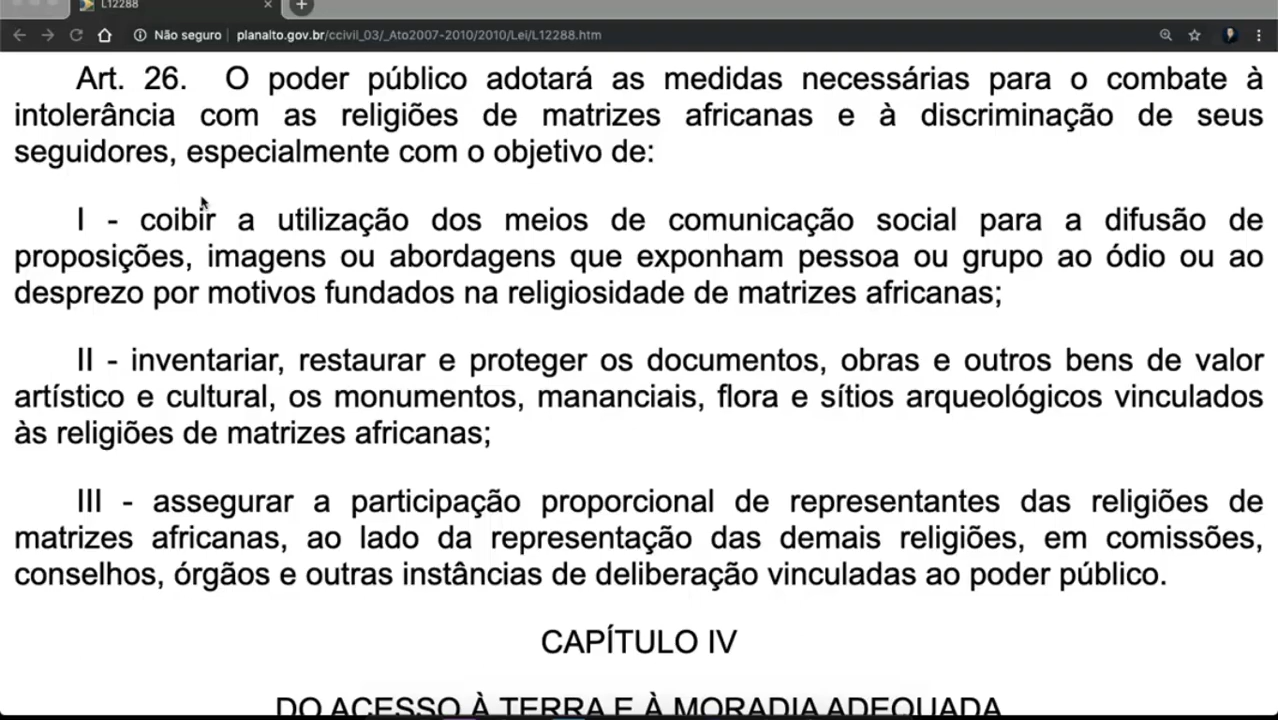 L12288
Não seguro
planalto.gov.br/ccivil_03/_Ato2007-2010/2010/Lei/L12288.htm
Art. 26. O poder público adotará as medidas necessárias para o combate à
intolerância com as religiões de matrizes africanas e à discriminação de seus
seguidores, especialmente com o objetivo de:
I - coibir a utilização dos meios de comunicação social para a difusão de
proposições, imagens ou abordagens que exponham pessoa ou grupo ao ódio ou ao
desprezo por motivos fundados na religiosidade de matrizes africanas;
II - inventariar, restaurar e proteger os documentos, obras e outros bens de valor
artístico e cultural, os monumentos, mananciais, flora e sítios arqueológicos vinculados
às religiões de matrizes africanas;
III - assegurar a participação proporcional de representantes das religiões de
matrizes africanas, ao lado da representação das demais religiões, em comissões,
conselhos, órgãos e outras instâncias de deliberação vinculadas ao poder público.
CAPÍTULO IV
DO ACESSO À TERRA E À MORADIA ADEQUADA